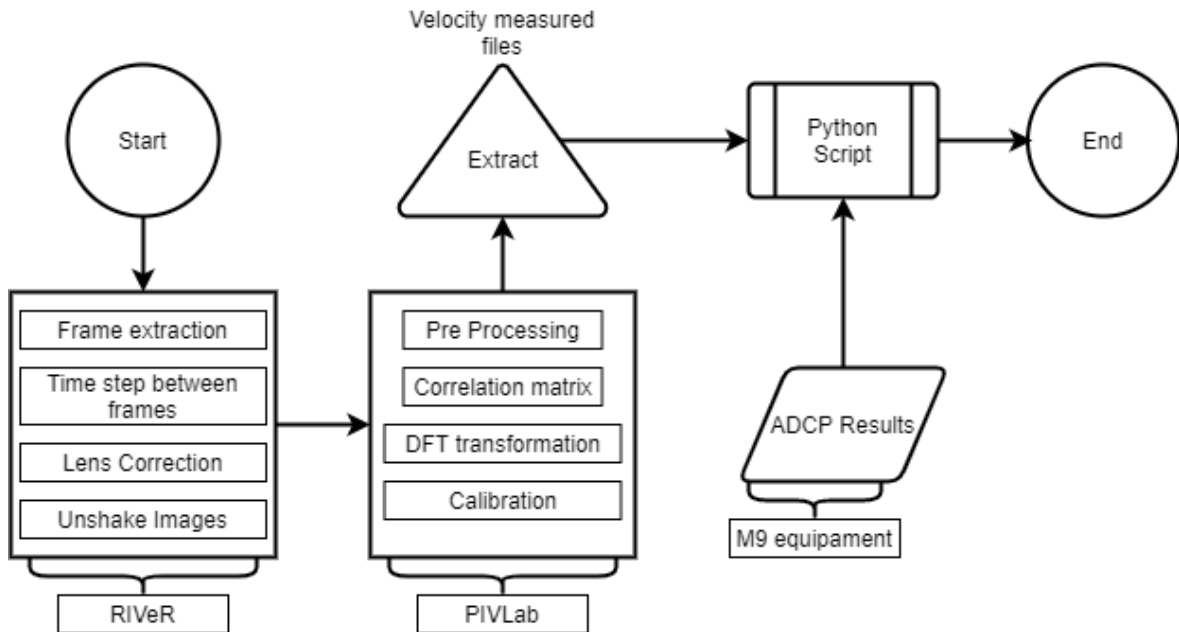 Start
Frame extraction
Time step between
frames
Lens Correction
Unshake Images
RIVeR
Pre Processing
Correlation matrix
DFT transformation
Calibration
PIVLab
Velocity measured
files
Extract
Python
Script
ADCP Results
M9 equipament
End